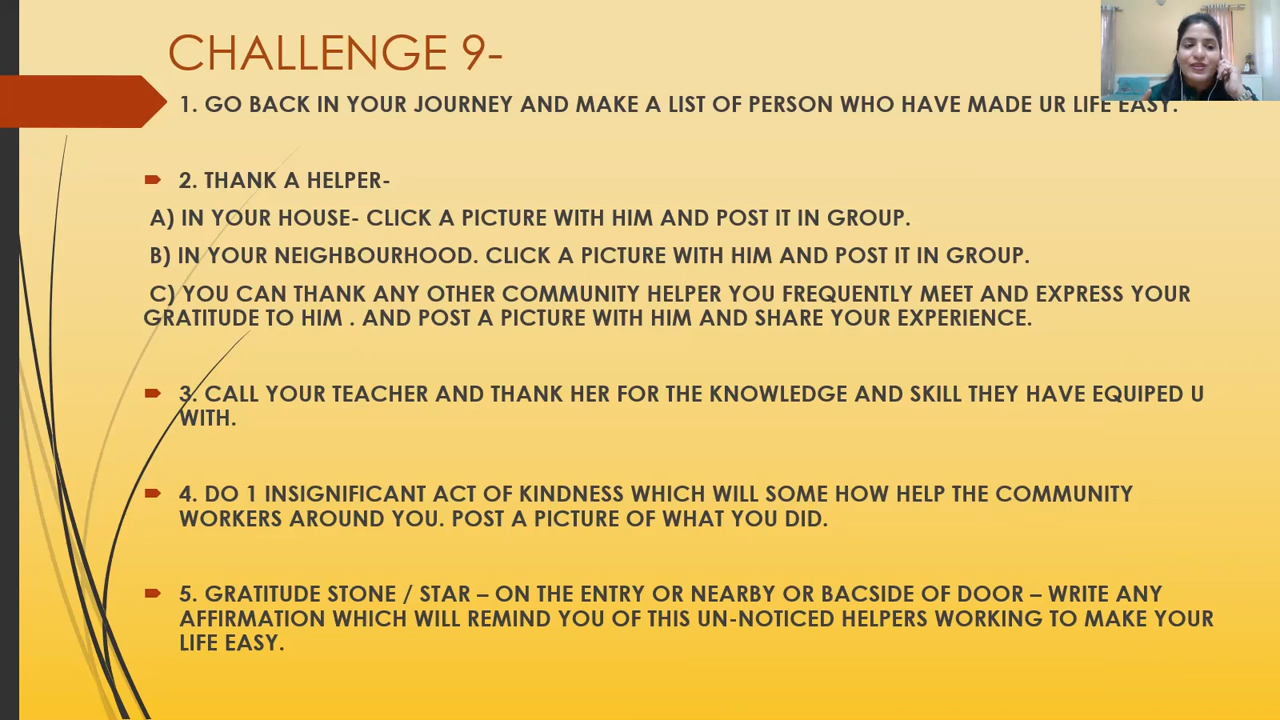 CHALLENGE 9-
1. GO BACK IN YOUR JOURNEY AND MAKE A LIST OF PERSON WHO HAVE MADE UR LIFE EASY.
2. THANK A HELPER-
A) IN YOUR HOUSE- CLICK A PICTURE WITH HIM AND POST IT IN GROUP.
B) IN YOUR NEIGHBOURHOOD. CLICK A PICTURE WITH HIM AND POST IT IN GROUP.
C) YOU CAN THANK ANY OTHER COMMUNITY HELPER YOU FREQUENTLY MEET AND EXPRESS YOUR
GRATITUDE TO HIM . AND POST A PICTURE WITH HIM AND SHARE YOUR EXPERIENCE.
3. CALL YOUR TEACHER AND THANK HER FOR THE KNOWLEDGE AND SKILL THEY HAVE EQUIPED U
WITH.
4. DO 1 INSIGNIFICANT ACT OF KINDNESS WHICH WILL SOME HOW HELP THE COMMUNITY
WORKERS AROUND YOU. POST A PICTURE OF WHAT YOU DID.
5. GRATITUDE STONE / STAR – ON THE ENTRY OR NEARBY OR BACSIDE OF DOOR – WRITE ANY
AFFIRMATION WHICH WILL REMIND YOU OF THIS UN-NOTICED HELPERS WORKING TO MAKE YOUR
LIFE EASY.